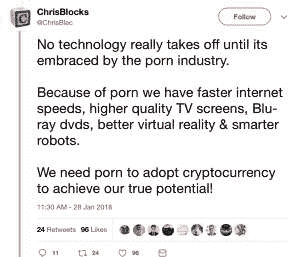 ChrisBlocks
@ChrisBlac
Follow
No technology really takes off until its
embraced by the porn industry.
Because of porn we have faster internet
speeds, higher quality TV screens, Blu-
ray dvds, better virtual reality & smarter
robots.
We need porn to adopt cryptocurrency
to achieve our true potential!
11:30 AM - 28 Jan 2018
24 Retweets 96 Likes
11 24 96